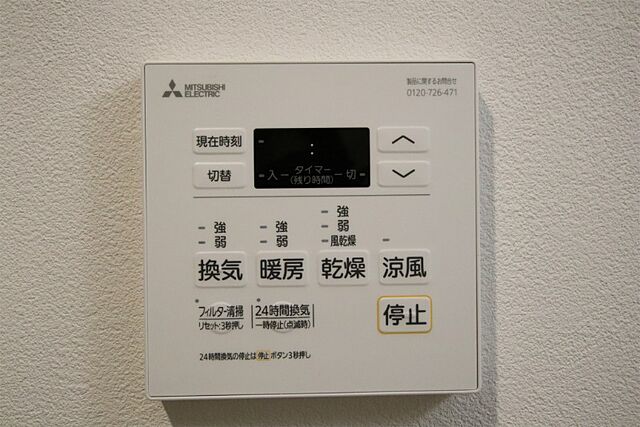 MITSUBISHI
ELECTRIC
製品に関するお問合せ
0120-726-471
現在時刻
:
切替
入 タイマー 切
(残り時間)
強
弱
強
弱
強
弱
風乾燥
換気 暖房 乾燥 涼風
フィルター清掃
リセット:3秒押し
24時間換気
一時停止(点滅時)
停止
24時間換気の停止は停止ボタン3秒押し